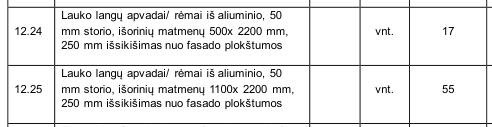 Lauko langų apvadai/ rėmai iš aliuminio, 50
12.24 mm storio, išorinių matmenų 500x 2200 mm, vnt. 17
250 mm išsikišimas nuo fasado plokštumos
Lauko langų apvadai/ rėmai iš aliuminio, 50
12.25 mm storio, išorinių matmenų 1100x 2200 mm, vnt. 55
250 mm išsikišimas nuo fasado plokštumos